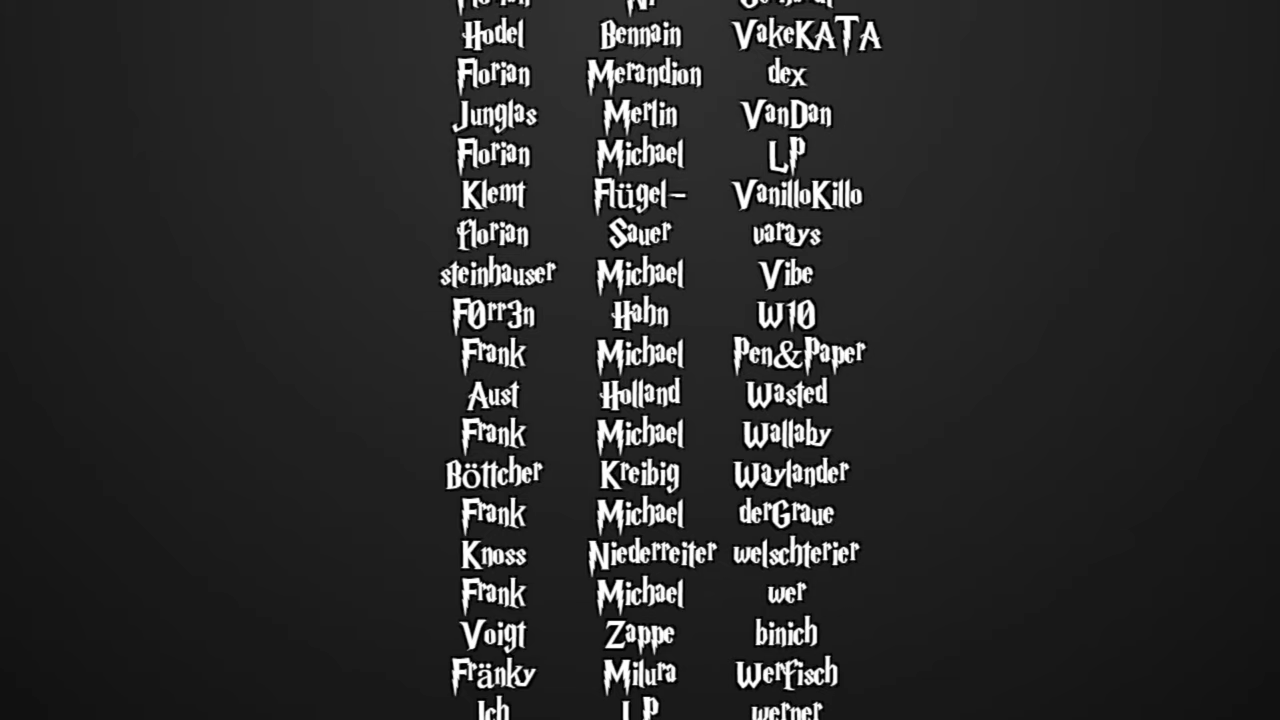 Hodel Bennain VakeKATA
Florian Merandion dex
Junglas Merlin VanDan
Florian Michael LP
Klemt Flügel- VanilloKillo
florian Sauer varays
steinhauser Michael Vibe
F0rr3n Hahn W10
Frank Michael Pen&Paper
Aust Holland Wasted
Frank Michael Wallaby
Böttcher Kreibig Waylander
Frank Michael derGraue
Knoss Niederreiter welschterier
Frank Michael wer
Voigt Zappe binich
Fränky Milura Werfisch
Ich LP werner